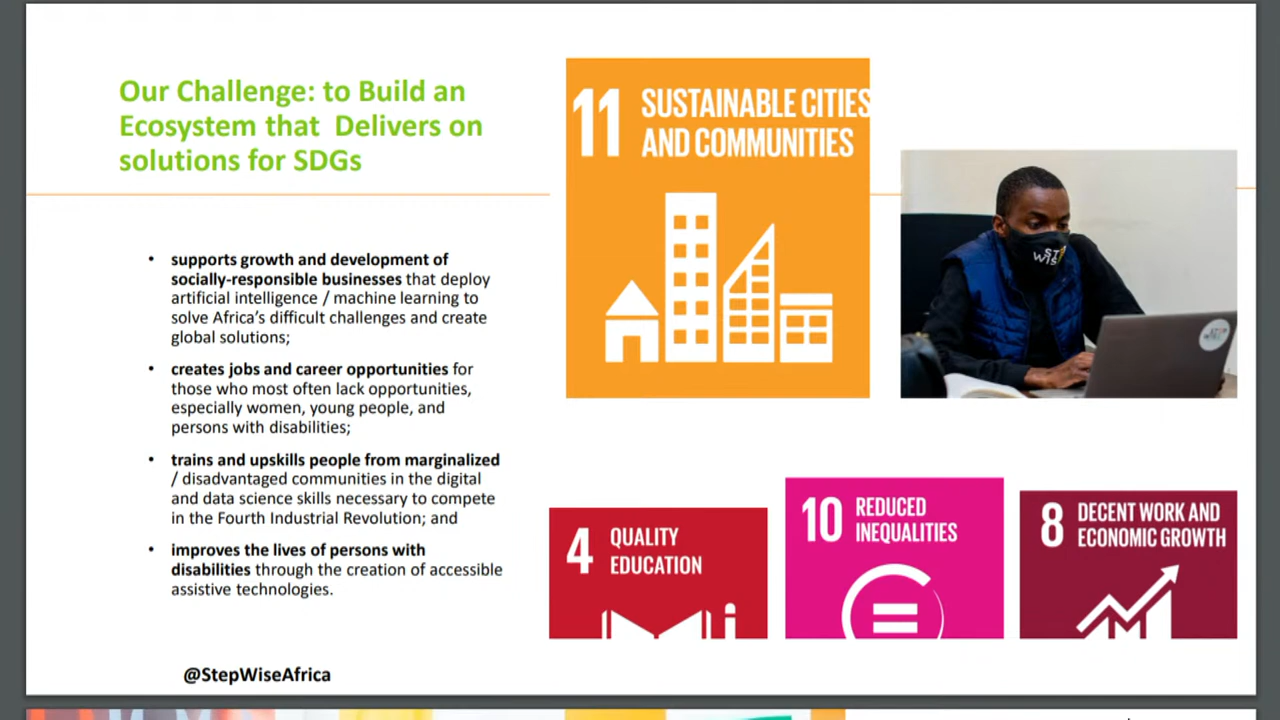 Our Challenge: to Build an
Ecosystem that Delivers on
solutions for SDGs
• supports growth and development of
socially-responsible businesses that deploy
artificial intelligence / machine learning to
solve Africa's difficult challenges and create
global solutions;
• creates jobs and career opportunities for
those who most often lack opportunities,
especially women, young people, and
persons with disabilities;
• trains and upskills people from marginalized
/ disadvantaged communities in the digital
and data science skills necessary to compete
in the Fourth Industrial Revolution; and
• improves the lives of persons with
disabilities through the creation of accessible
assistive technologies.
@StepWiseAfrica
11 SUSTAINABLE CITIES
AND COMMUNITIES
4 QUALITY
EDUCATION
10 REDUCED
INEQUALITIES
8 DECENT WORK AND
ECONOMIC GROWTH